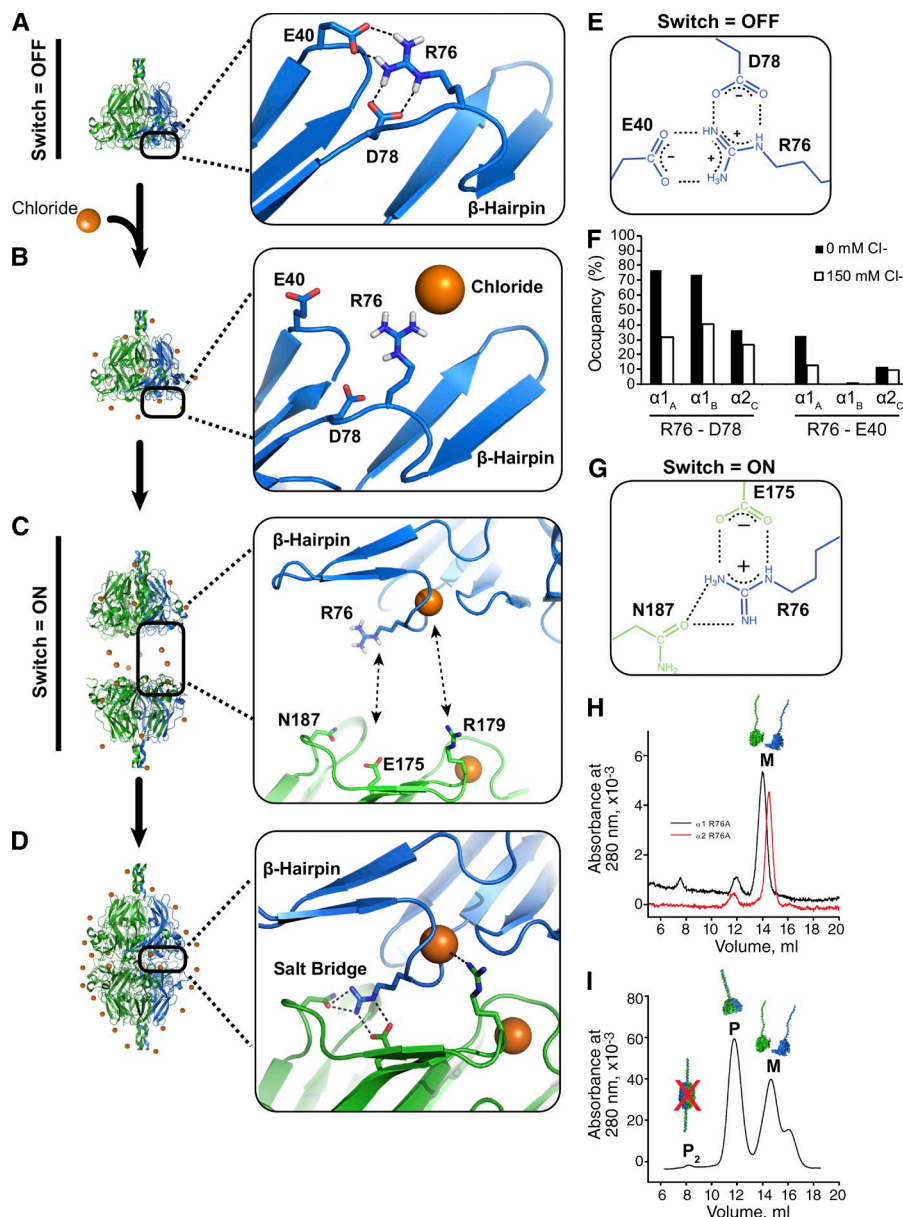 A
Switch = OFF
E40
R76
D78
β-Hairpin
Chloride
B
E40
R76
Chloride
D78
β-Hairpin
C
Switch = ON
β-Hairpin
R76
N187
R179
E175
D
β-Hairpin
Salt Bridge
E
Switch = OFF
D78
O
O
−
E40
O
−
O
HN
+
H
N
C
+
C
H₃N
R76
F
100
90
80
70
60
50
40
30
20
10
0
Occupancy (%)
0 mM Cl-
150 mM Cl-
α1A α1B α2C α1A α1B α2C
R76 - D78 R76 - E40
G
Switch = ON
E175
C
O
O
−
+
H
H₃N
N
C
R76
N187
C
O
NH
NH₂
H
M
α1 R76A
α2 R76A
6
4
2
0
Absorbance at
280 nm, x10-3
6 8 10 12 14 16 18 20
Volume, ml
I
P
M
P₂
80
60
40
20
0
Absorbance at
280 nm, x10-3
6 8 10 12 14 16 18 20
Volume, ml